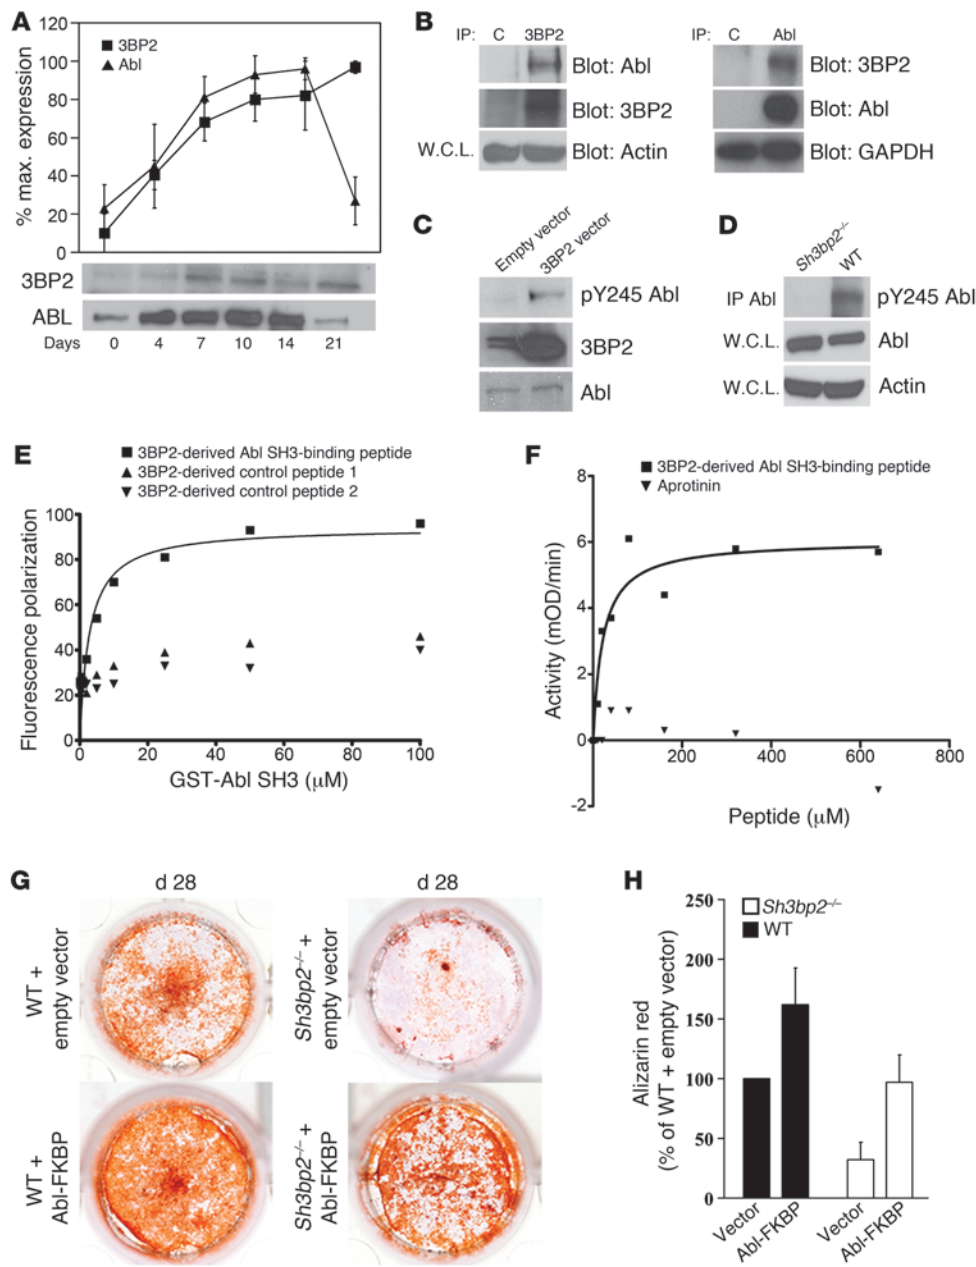 A
120
100
80
60
40
20
0
% max. expression
3BP2
Abl
3BP2
ABL
Days 0 4 7 10 14 21
B
IP: C 3BP2
Blot: Abl
Blot: 3BP2
W.C.L. Blot: Actin
IP: C Abl
Blot: 3BP2
Blot: Abl
Blot: GAPDH
C
Empty vector
3BP2 vector
pY245 Abl
3BP2
Abl
D
Sh3bp2–/–
WT
IP Abl pY245 Abl
W.C.L. Abl
W.C.L. Actin
E
3BP2-derived Abl SH3-binding peptide
3BP2-derived control peptide 1
3BP2-derived control peptide 2
100
80
60
40
20
0
Fluorescence polarization
0 20 40 60 80 100
GST-Abl SH3 (μM)
F
3BP2-derived Abl SH3-binding peptide
Aprotinin
8
6
4
2
0
-2
Activity (mOD/min)
200 400 600 800
Peptide (μM)
G
d 28 d 28
WT +
empty vector
Sh3bp2–/– +
empty vector
WT +
Abl-FKBP
Sh3bp2–/– +
Abl-FKBP
H
Sh3bp2–/–
WT
250
200
150
100
50
0
Alizarin red
(% of WT + empty vector)
Vector
Abl-FKBP
Vector
Abl-FKBP